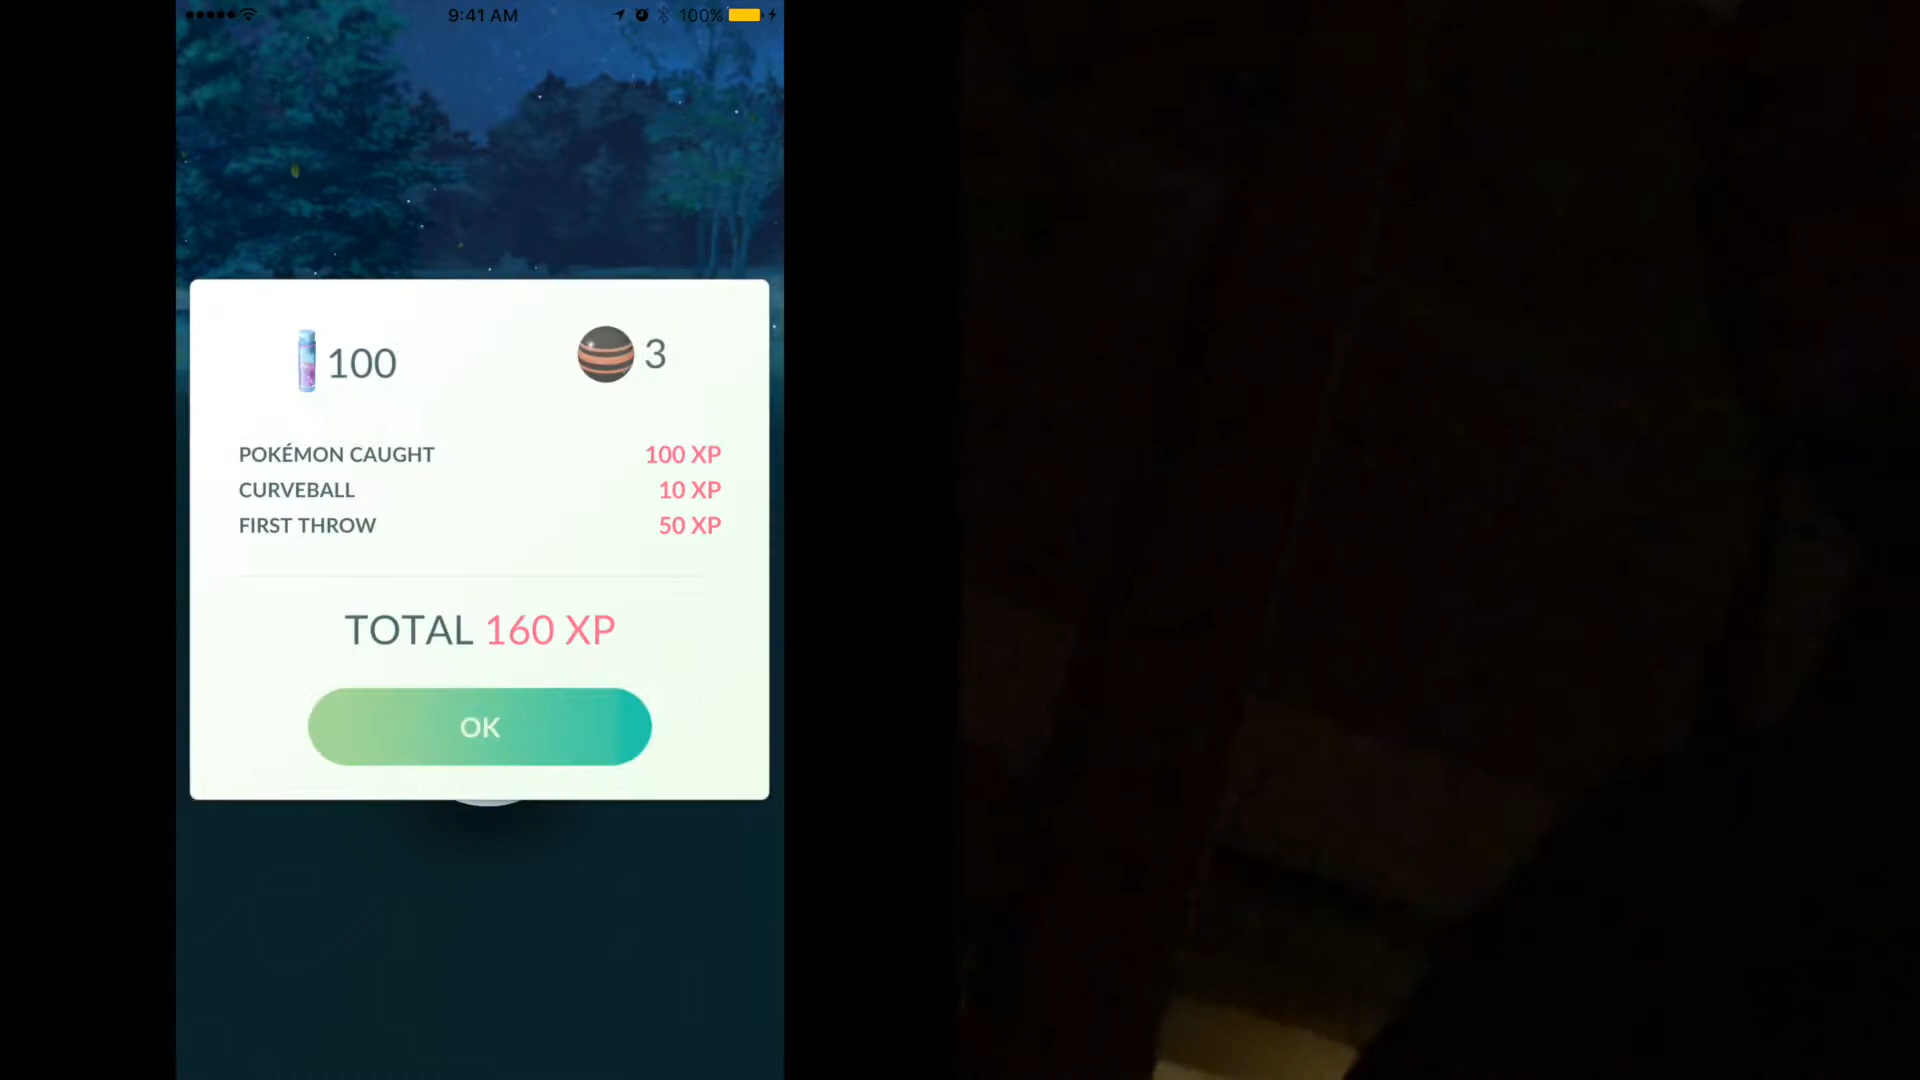 9:41 AM 100%
100 3
POKÉMON CAUGHT 100 XP
CURVEBALL 10 XP
FIRST THROW 50 XP
TOTAL 160 XP
OK